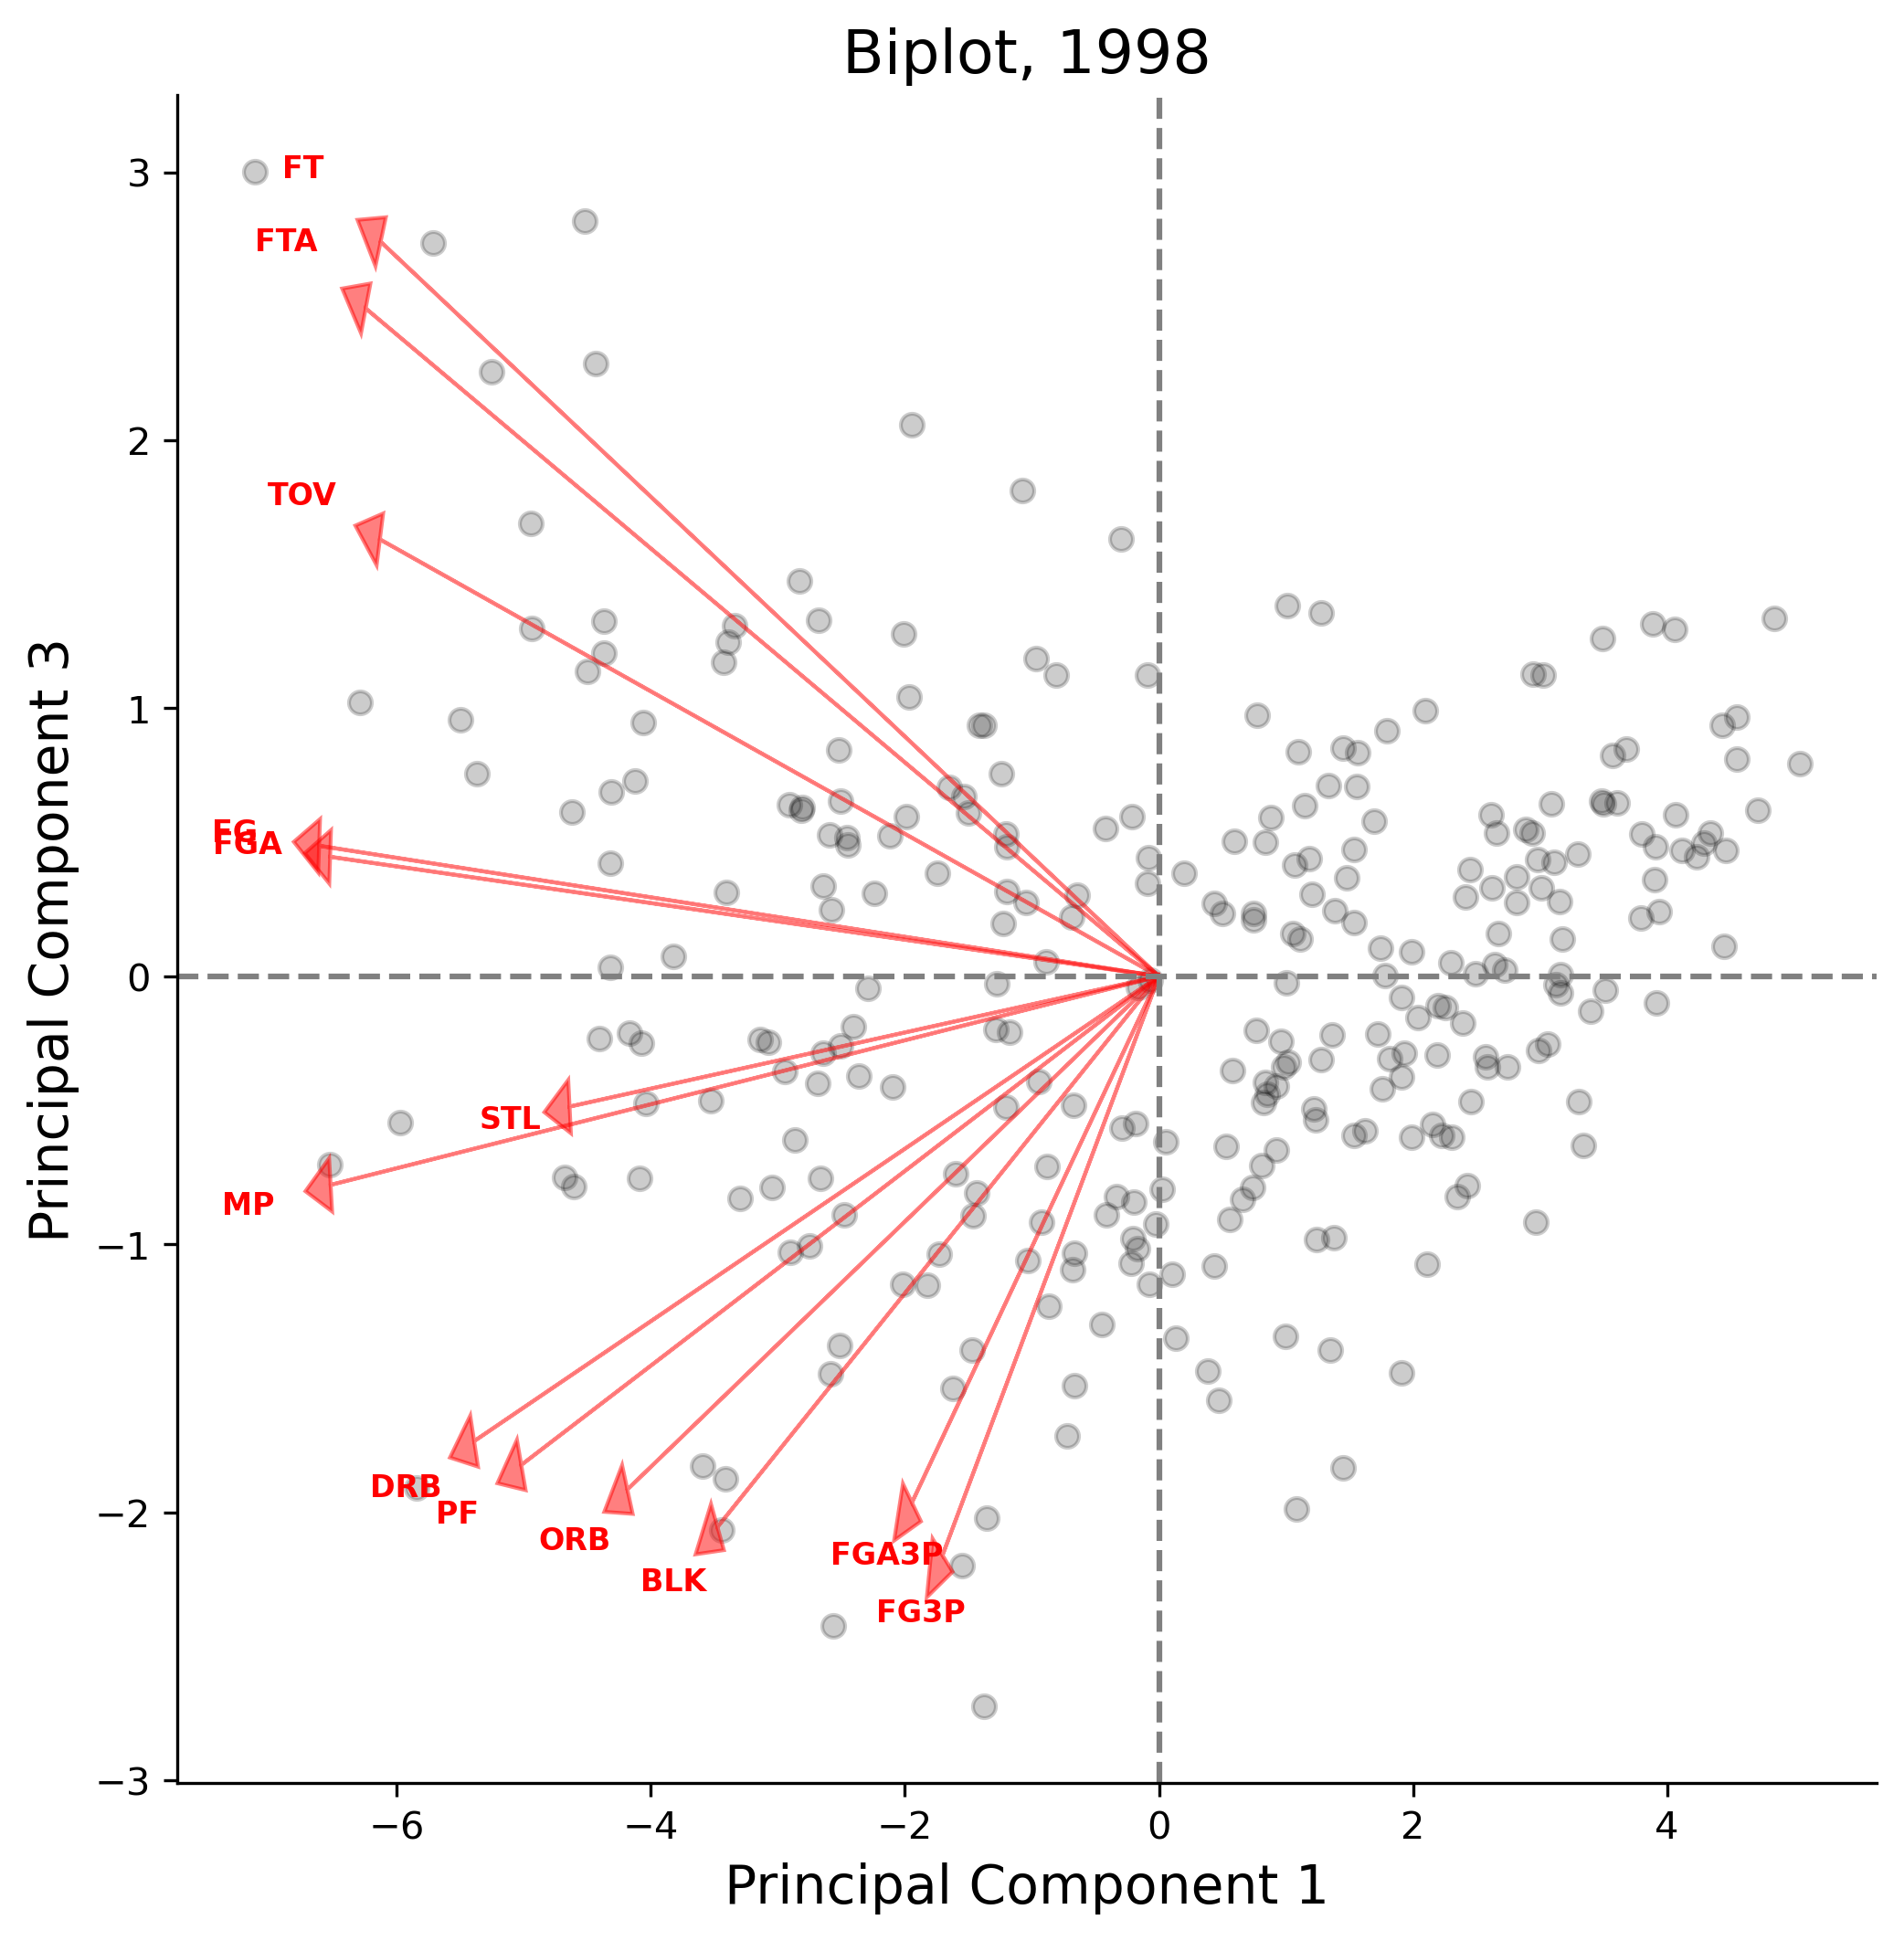 Biplot, 1998
Principal Component 3
3
2
1
0
−1
−2
−3
FT
FTA
TOV
FG
FGA
STL
MP
DRB
PF
ORB
BLK
FGA3P
FG3P
−6
−4
−2
0
2
4
Principal Component 1